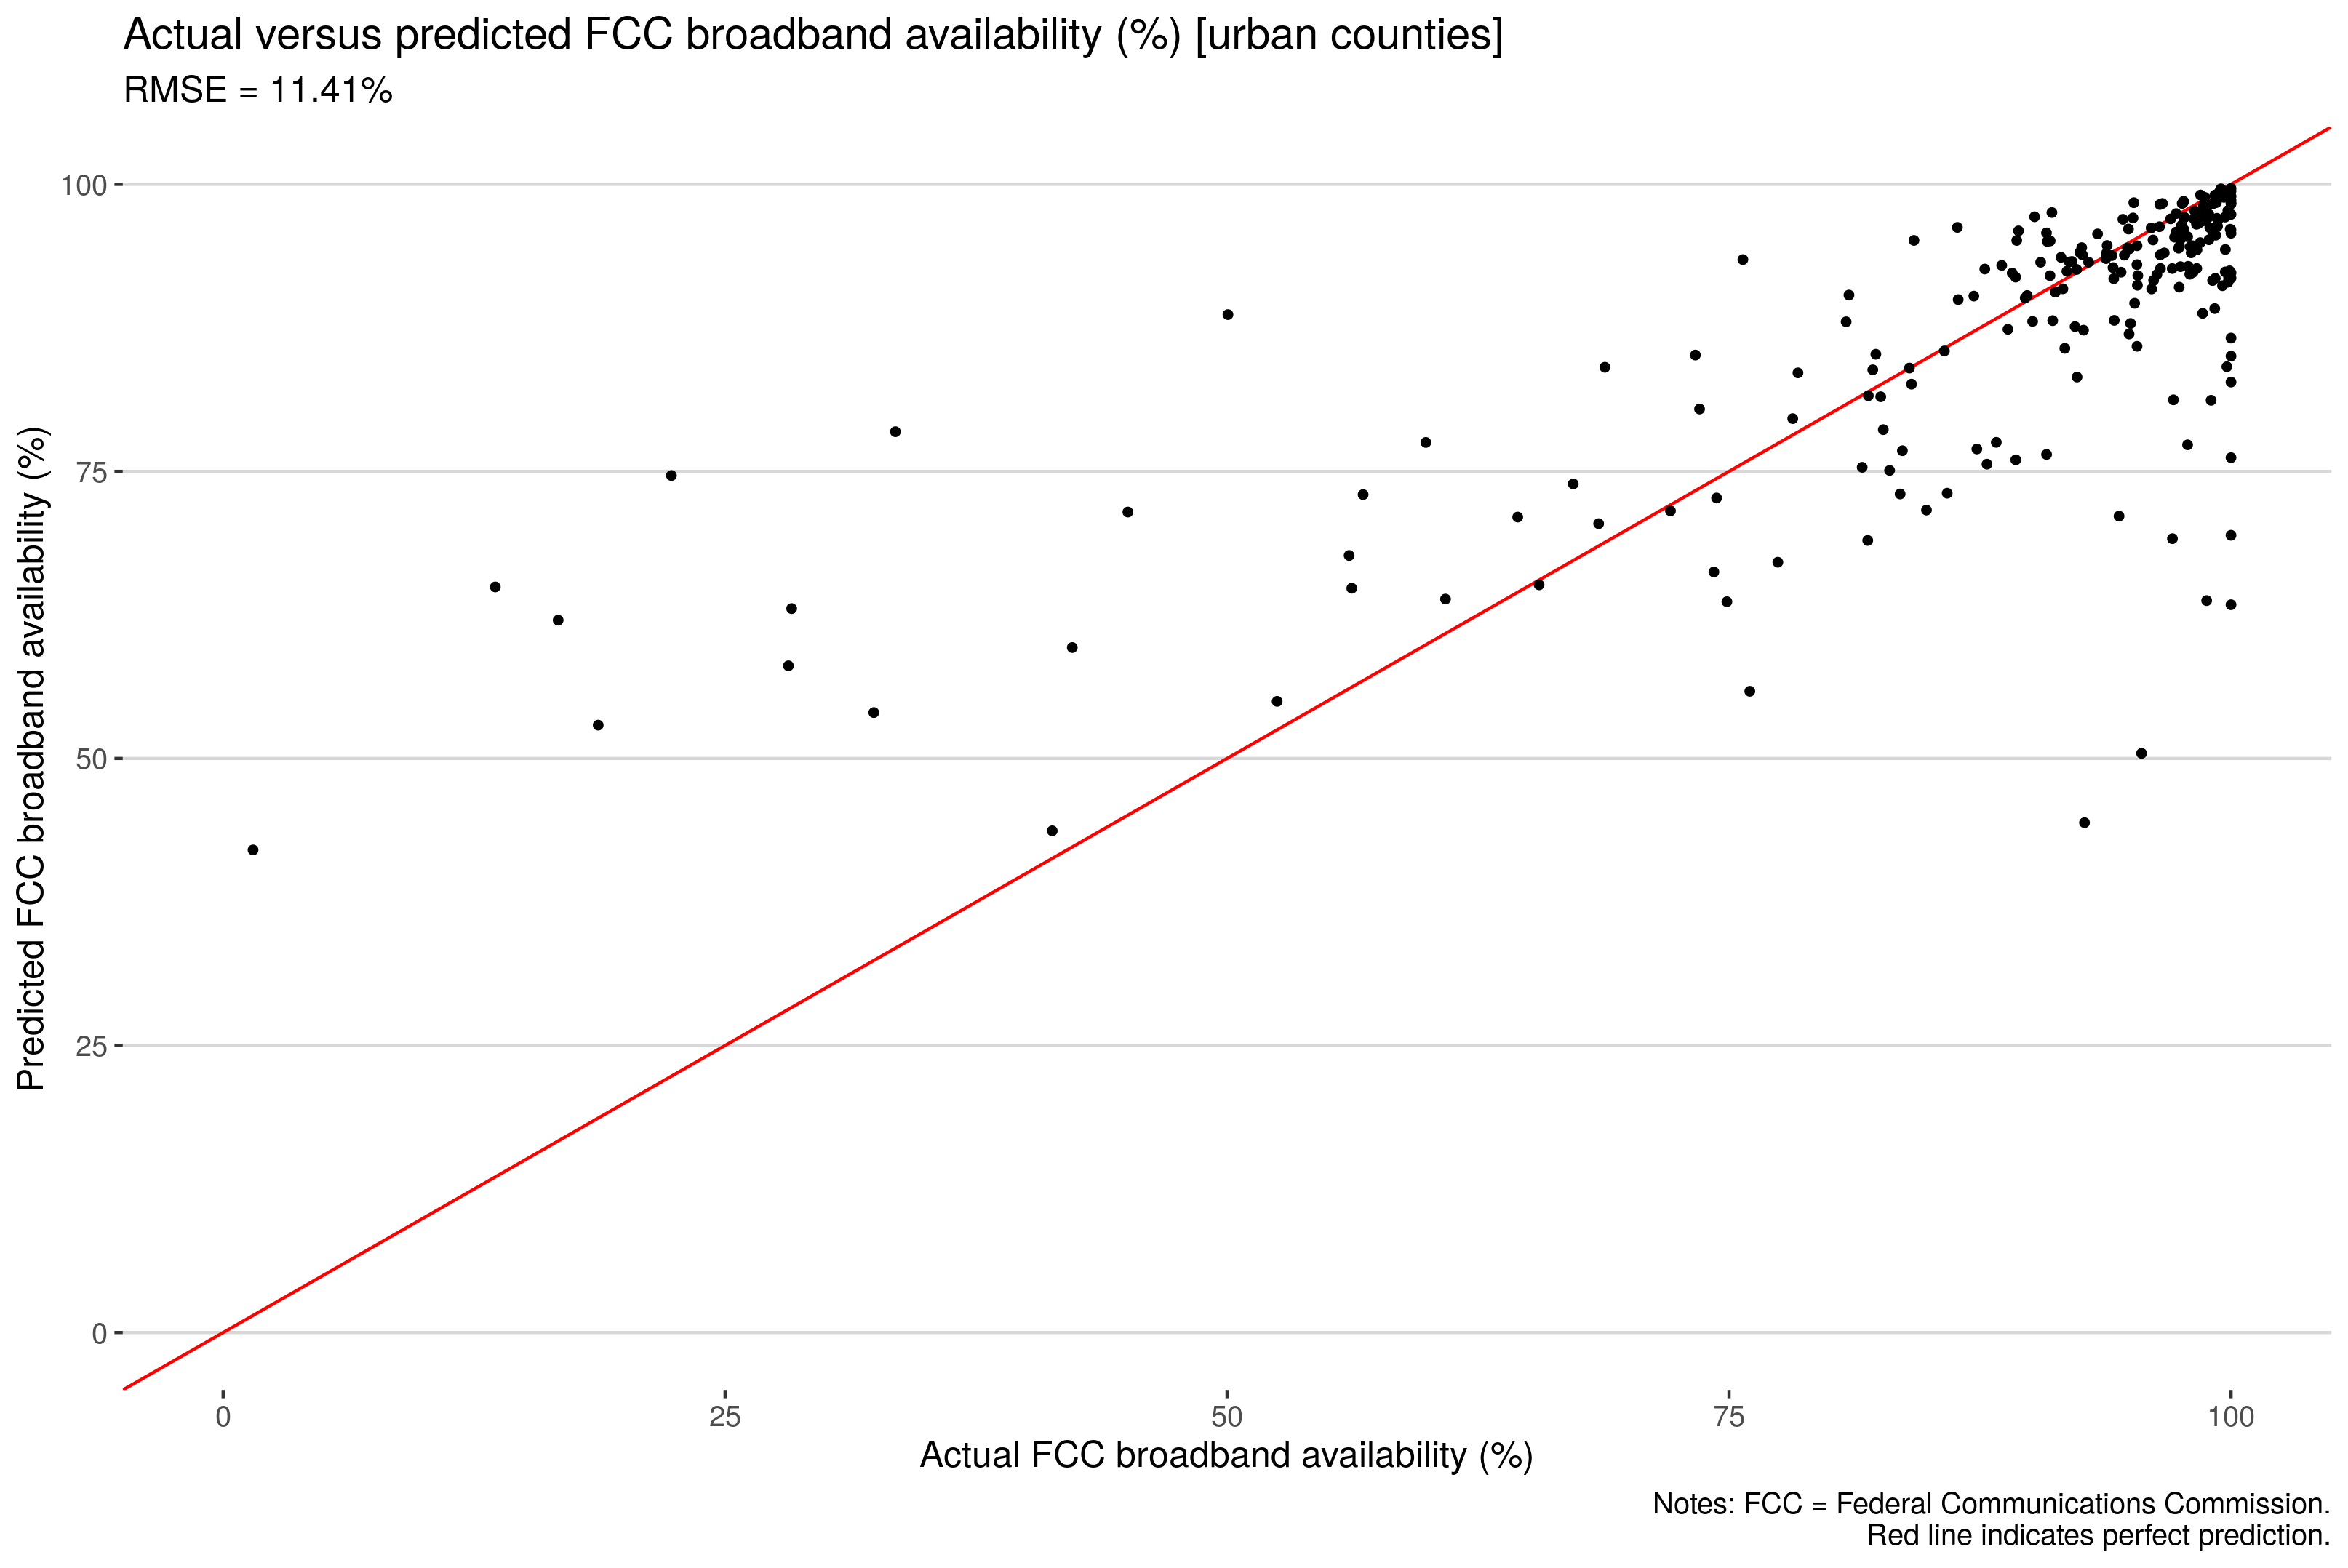 Actual versus predicted FCC broadband availability (%) [urban counties]
RMSE = 11.41%
Predicted FCC broadband availability (%)
100
75
50
25
0
0 25 50 75 100
Actual FCC broadband availability (%)
Notes: FCC = Federal Communications Commission.
Red line indicates perfect prediction.